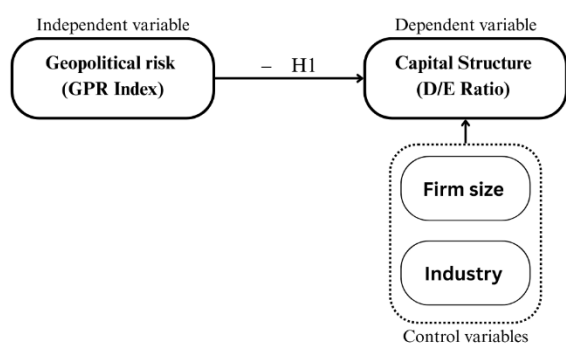 Independent variable
Dependent variable
Geopolitical risk
(GPR Index)
– H1
Capital Structure
(D/E Ratio)
Firm size
Industry
Control variables